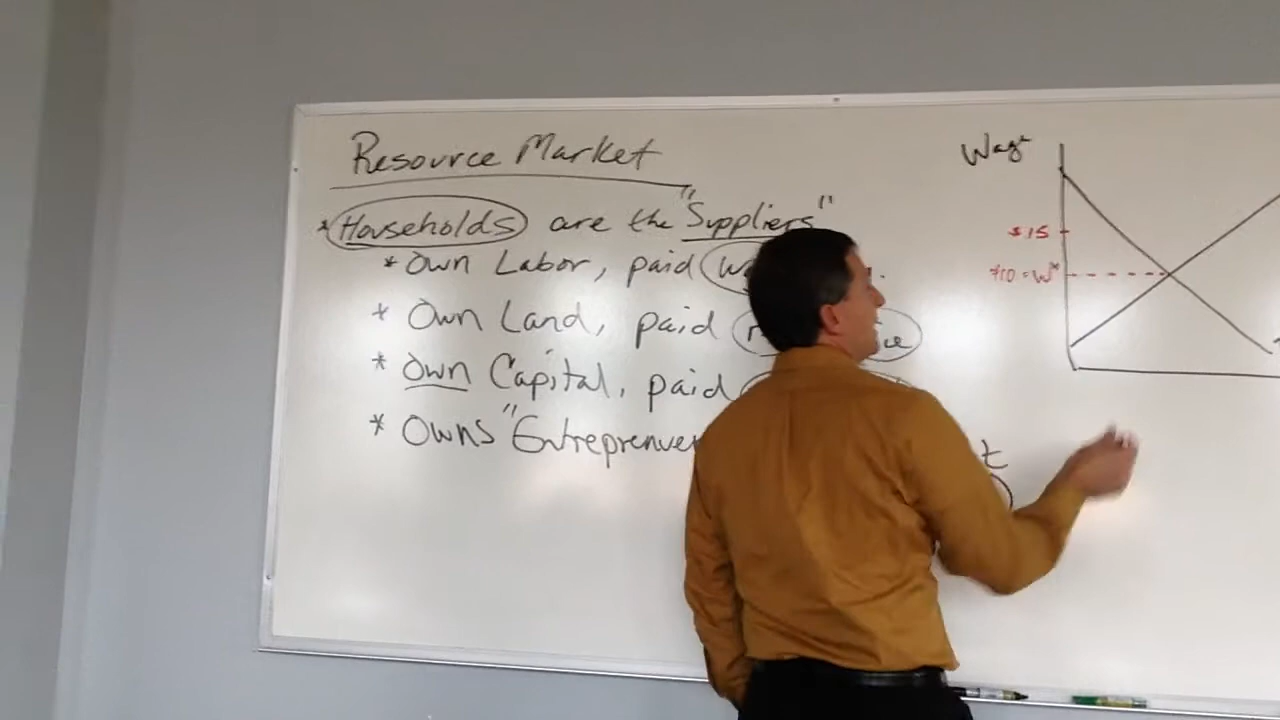 Resource Market
* Households are the "Suppliers"
* Own Labor, paid
* Own Land, paid
* Own Capital, paid
* Owns "Entreprenuer
t
Wage
$15
$10 = W*